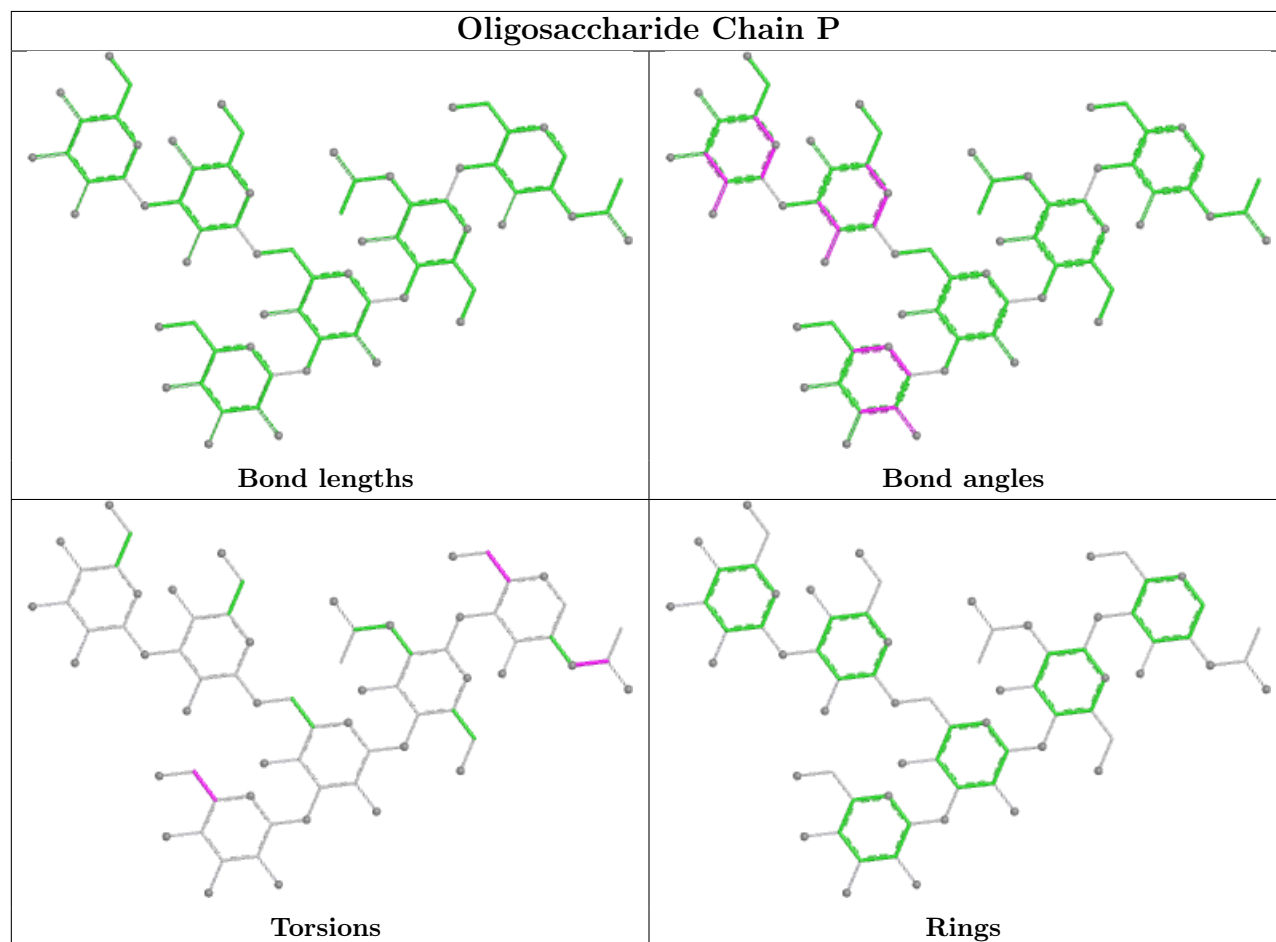 Oligosaccharide Chain P
Bond lengths
Bond angles
Torsions
Rings